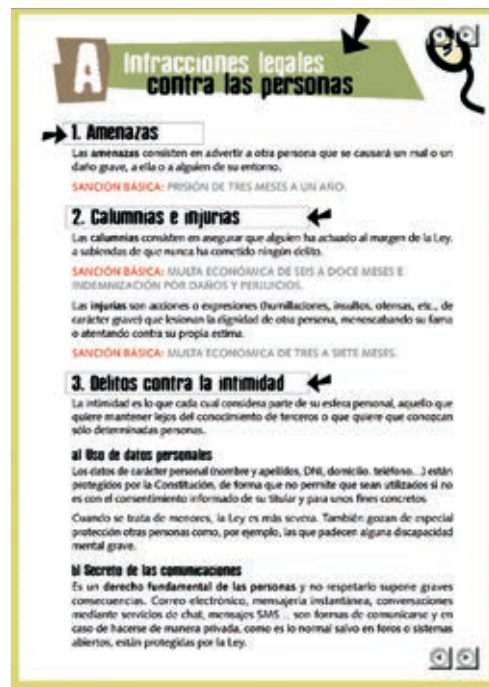 A
Infracciones legales
contra las personas
1. Amenazas
Las amenazas consisten en advertir a otra persona que se causará un mal o un
daño grave, a ella o a alguien de su entorno.
SANCIÓN BÁSICA: PRISIÓN DE TRES MESES A UN AÑO.
2. Calumnias e injurias
Las calumnias consisten en asegurar que alguien ha actuado al margen de la Ley,
a sabiendas de que nunca ha cometido ningún delito.
SANCIÓN BÁSICA: MULTA ECONÓMICA DE SEIS A DOCE MESES E
INDEMNIZACIÓN POR DAÑOS Y PERJUICIOS.
Las injurias son acciones o expresiones (humillaciones, insultos, ofensas, etc., de
carácter grave) que lesionan la dignidad de otra persona, menoscabando su fama
o atentando contra su propia estima.
SANCIÓN BÁSICA: MULTA ECONÓMICA DE TRES A SIETE MESES.
3. Delitos contra la intimidad
La intimidad es lo que cada cual considera parte de su esfera personal, aquello que
quiere mantener lejos del conocimiento de terceros o que quiere que conozcan
sólo determinadas personas.
a) Uso de datos personales
Los datos de carácter personal (nombre y apellidos, DNI, domicilio, teléfono...) están
protegidos por la Constitución, de forma que no permite que sean utilizados si no
es con el consentimiento informado de su titular y para unos fines concretos.
Cuando se trata de menores, la Ley es más severa. También gozan de especial
protección otras personas como, por ejemplo, las que padecen alguna discapacidad
mental grave.
b) Secreto de las comunicaciones
Es un derecho fundamental de las personas y no respetarlo supone graves
consecuencias. Correo electrónico, mensajería instantánea, conversaciones
mediante servicios de chat, mensajes SMS... son formas de comunicarse y en
caso de hacerse de manera privada, como es lo normal salvo en foros o sistemas
abiertos, están protegidas por la Ley.